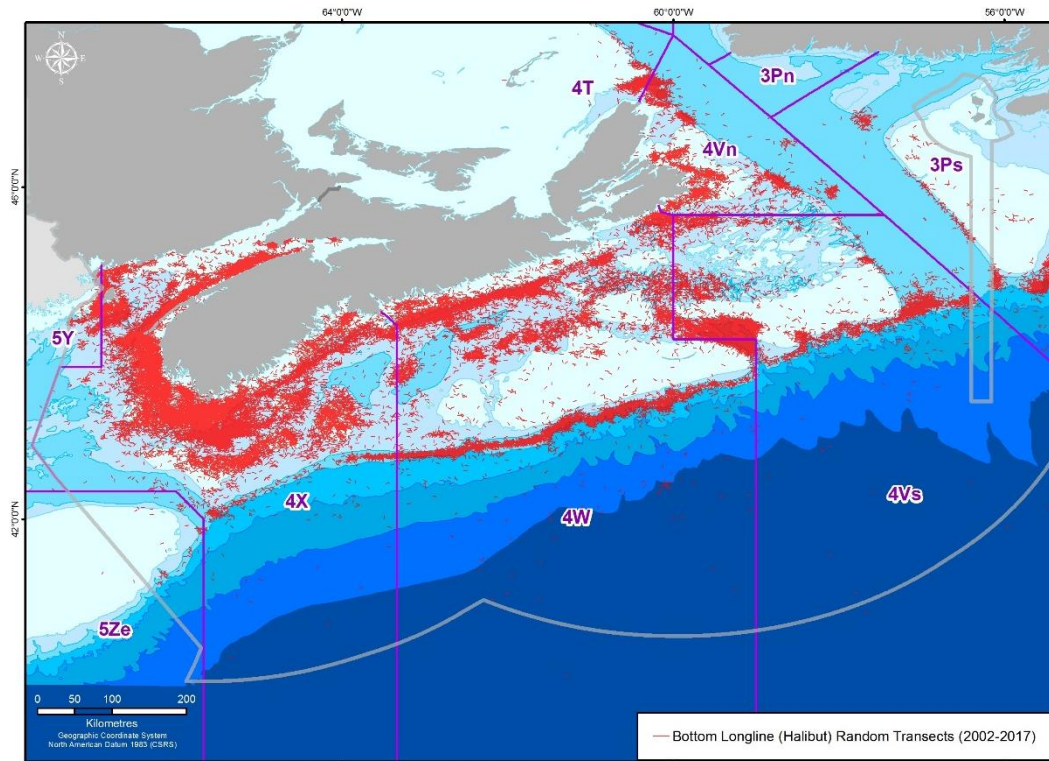 64°0'0"W
60°0'0"W
56°0'0"W
N
W
E
S
3Pn
4T
4Vn
3Ps
46°0'0"N
5Y
4X
4W
4Vs
42°0'0"N
5Ze
0 50 100 200
Kilometres
Geographic Coordinate System
North American Datum 1983 (CSRS)
Bottom Longline (Halibut) Random Transects (2002-2017)